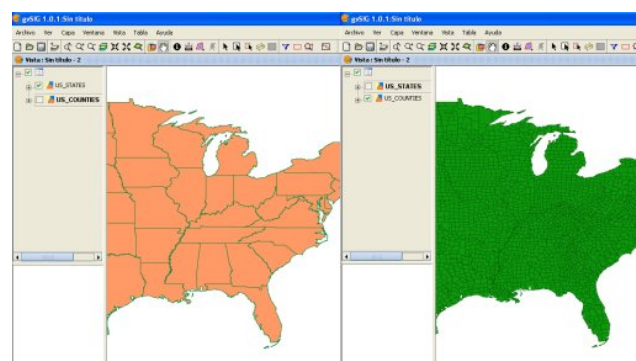 gvSIG 1.0.1:Sin título
Archivo Ver Capa Ventana Vista Tabla Ayuda
Vista : Sin título - 2
US_STATES
US_COUNTIES
gvSIG 1.0.1:Sin título
Archivo Ver Capa Ventana Vista Tabla Ayuda
Vista : Sin título - 2
US_STATES
US_COUNTIES